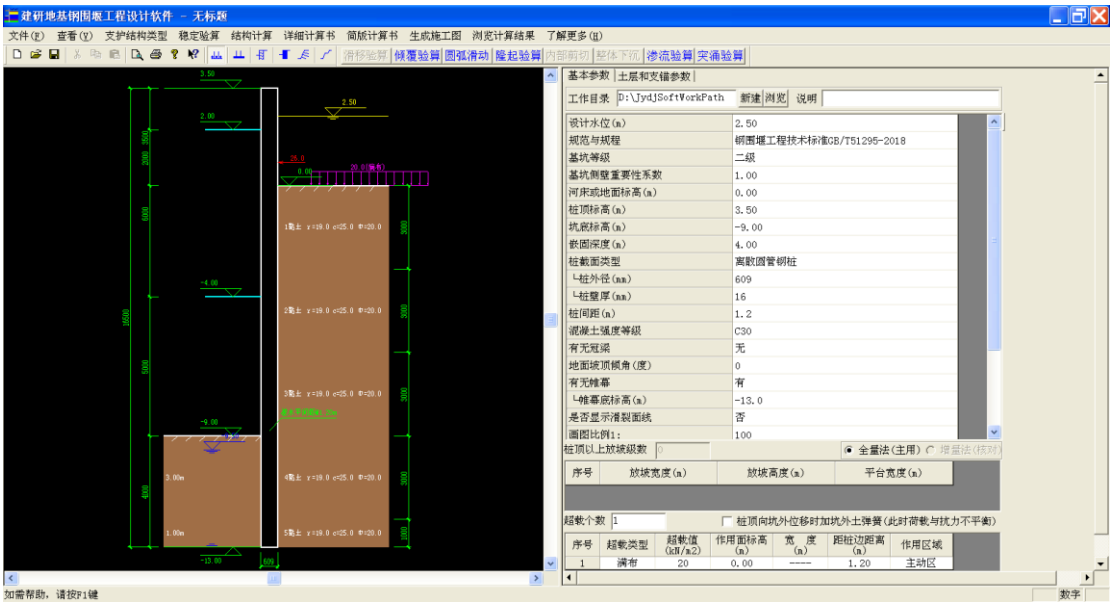 建研地基钢围堰工程设计软件 - 无标题
文件(F) 查看(V) 支护结构类型 稳定验算 结构计算 详细计算书 简版计算书 生成施工图 浏览计算结果 了解更多(H)
滑移验算 倾覆验算 圆弧滑动 隆起验算 内部剪切 整体下沉 渗流验算 突涌验算
3.50
2.50
2.00
3500
2000
25.0
20.0(满布)
0.00
6000
1黏土 γ=19.0 c=25.0 Φ=20.0
3000
-4.00
2黏土 γ=19.0 c=25.0 Φ=20.0
3000
16500
5000
3黏土 γ=19.0 c=25.0 Φ=20.0
3000
-9.00
-9.50
3.00m
4黏土 γ=19.0 c=25.0 Φ=20.0
3000
4000
1.00m
5黏土 γ=19.0 c=25.0 Φ=20.0
1000
-13.00
609
基本参数 土层和支锚参数
工作目录 D:\JydjSoftWorkPath 新建 浏览 说明
设计水位(m) 2.50
规范与规程 钢围堰工程技术标准GB/T51295-2018
基坑等级 二级
基坑侧壁重要性系数 1.00
河床或地面标高(m) 0.00
桩顶标高(m) 3.50
坑底标高(m) -9.00
嵌固深度(m) 4.00
桩截面类型 离散圆管钢桩
└桩外径(mm) 609
└桩壁厚(mm) 16
桩间距(m) 1.2
混凝土强度等级 C30
有无冠梁 无
地面坡顶倾角(度) 0
有无帷幕 有
└帷幕底标高(m) -13.0
是否显示滑裂面线 否
画图比例1: 100
桩顶以上放坡级数 0 全量法(主用) 增量法(核对)
序号 放坡宽度(m) 放坡高度(m) 平台宽度(m)
超载个数 1 桩顶向坑外位移时加坑外土弹簧(此时荷载与抗力不平衡)
序号 超载类型 超载值(kN/m2) 作用面标高(m) 宽 度(m) 距桩边距离(m) 作用区域
1 满布 20 0.00 ---- 1.20 主动区
如需帮助, 请按F1键 数字